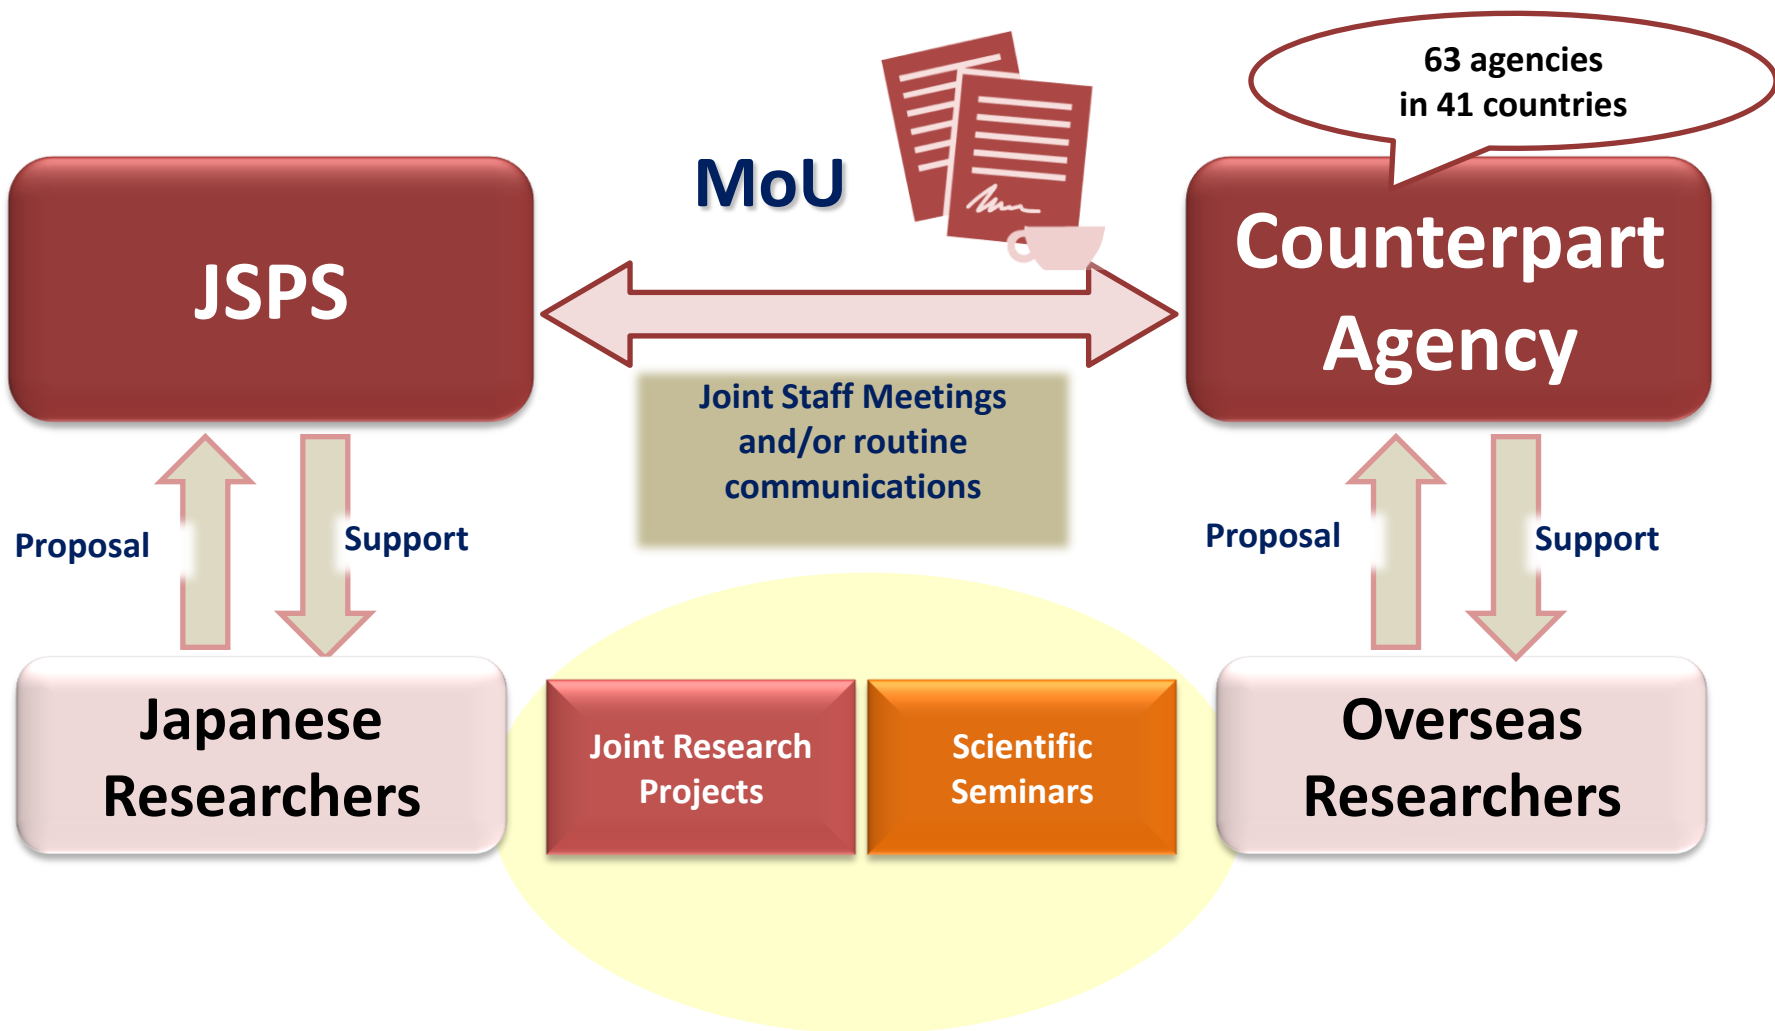 63 agencies
in 41 countries
MoU
JSPS
Counterpart
Agency
Joint Staff Meetings
and/or routine
communications
Proposal
Support
Proposal
Support
Japanese
Researchers
Joint Research
Projects
Scientific
Seminars
Overseas
Researchers